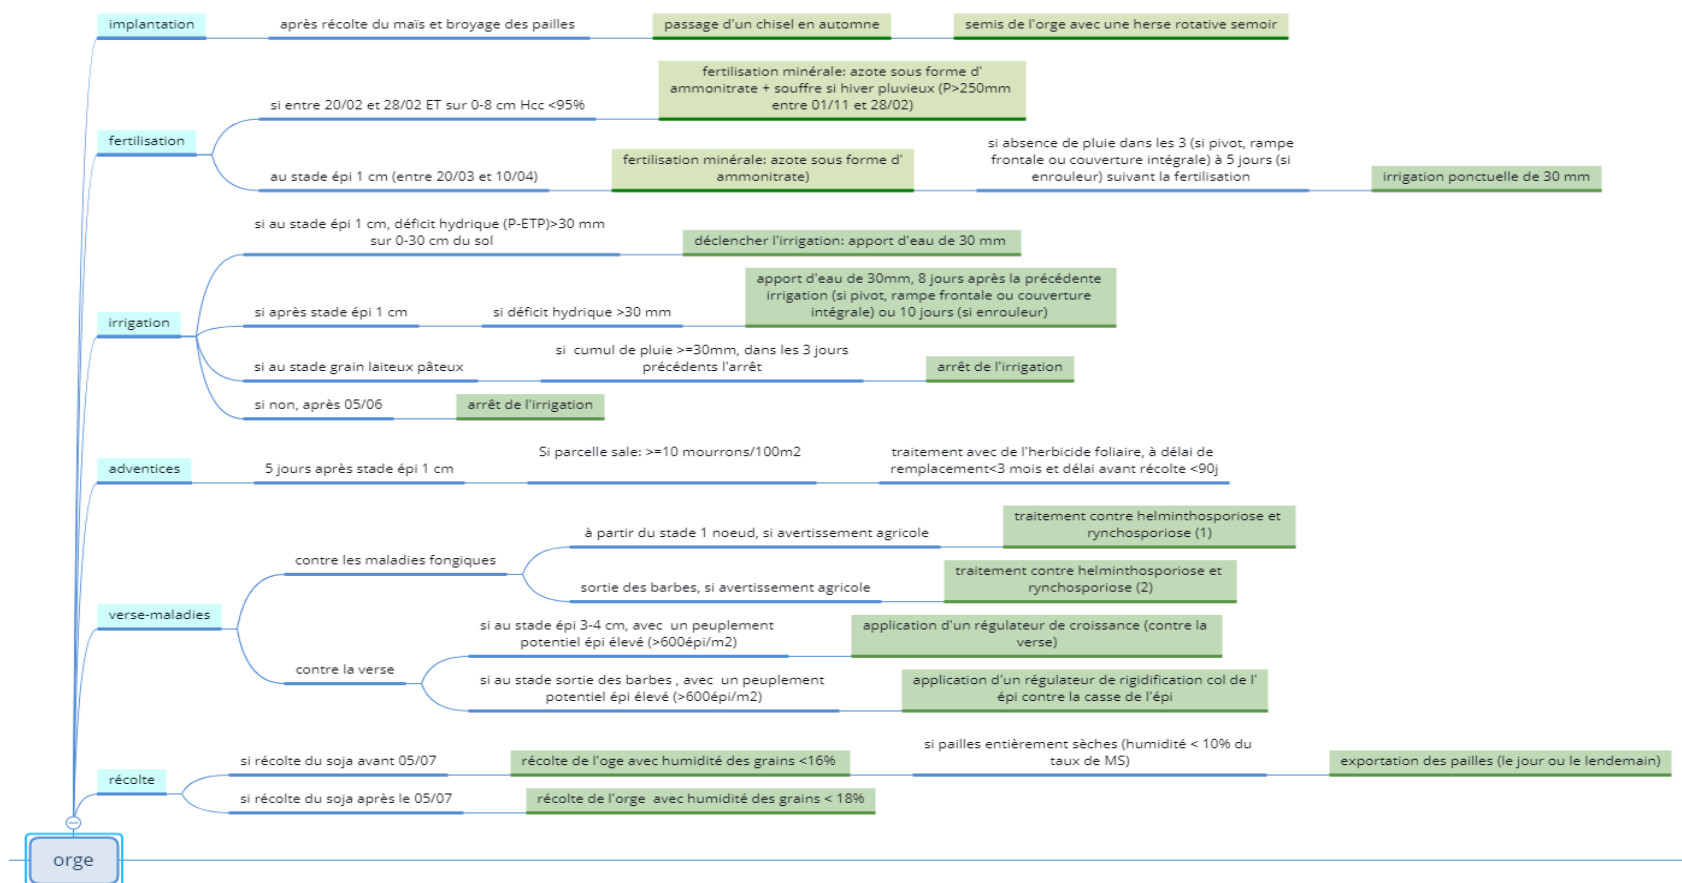 implantation
après récolte du maïs et broyage des pailles
passage d'un chisel en automne
semis de l'orge avec une herse rotative semoir
fertilisation
si entre 20/02 et 28/02 ET sur 0-8 cm Hcc <95%
fertilisation minérale: azote sous forme d'
ammonitrate + souffre si hiver pluvieux (P>250mm
entre 01/11 et 28/02)
au stade épi 1 cm (entre 20/03 et 10/04)
fertilisation minérale: azote sous forme d'
ammonitrate)
si absence de pluie dans les 3 (si pivot, rampe
frontale ou couverture intégrale) à 5 jours (si
enrouleur) suivant la fertilisation
irrigation ponctuelle de 30 mm
irrigation
si au stade épi 1 cm, déficit hydrique (P-ETP)>30 mm
sur 0-30 cm du sol
déclencher l'irrigation: apport d'eau de 30 mm
si après stade épi 1 cm
si déficit hydrique >30 mm
apport d'eau de 30mm, 8 jours après la précédente
irrigation (si pivot, rampe frontale ou couverture
intégrale) ou 10 jours (si enrouleur)
si au stade grain laiteux pâteux
si cumul de pluie >=30mm, dans les 3 jours
précédents l'arrêt
arrêt de l'irrigation
si non, après 05/06
arrêt de l'irrigation
adventices
5 jours après stade épi 1 cm
Si parcelle sale: >=10 mourrons/100m2
traitement avec de l'herbicide foliaire, à délai de
remplacement<3 mois et délai avant récolte <90j
verse-maladies
contre les maladies fongiques
à partir du stade 1 noeud, si avertissement agricole
traitement contre helminthosporiose et
rynchosporiose (1)
sortie des barbes, si avertissement agricole
traitement contre helminthosporiose et
rynchosporiose (2)
contre la verse
si au stade épi 3-4 cm, avec un peuplement
potentiel épi élevé (>600épi/m2)
application d'un régulateur de croissance (contre la
verse)
si au stade sortie des barbes , avec un peuplement
potentiel épi élevé (>600épi/m2)
application d'un régulateur de rigidification col de l'
épi contre la casse de l'épi
récolte
si récolte du soja avant 05/07
récolte de l'oge avec humidité des grains <16%
si pailles entièrement sèches (humidité < 10% du
taux de MS)
exportation des pailles (le jour ou le lendemain)
si récolte du soja après le 05/07
récolte de l'orge avec humidité des grains < 18%
orge